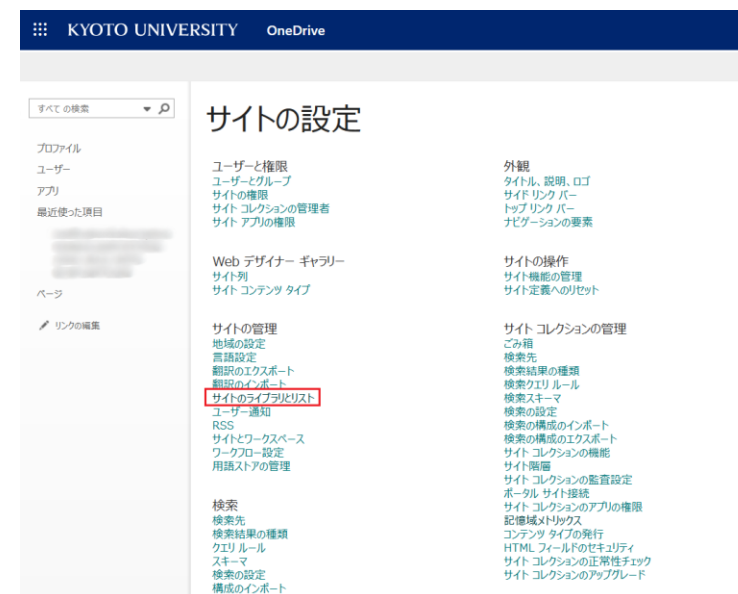 KYOTO UNIVERSITY OneDrive
すべて の検索
プロファイル
ユーザー
アプリ
最近使った項目
ページ
リンクの編集
サイトの設定
ユーザーと権限
ユーザーとグループ
サイトの権限
サイト コレクションの管理者
サイト アプリの権限
Web デザイナー ギャラリー
サイト列
サイト コンテンツ タイプ
サイトの管理
地域の設定
言語設定
翻訳のエクスポート
翻訳のインポート
サイトのライブラリとリスト
ユーザー通知
RSS
サイトとワークスペース
ワークフロー設定
用語ストアの管理
検索
検索先
検索結果の種類
クエリ ルール
スキーマ
検索の設定
構成のインポート
外観
タイトル、説明、ロゴ
サイド リンク バー
トップ リンク バー
ナビゲーションの要素
サイトの操作
サイト機能の管理
サイト定義へのリセット
サイト コレクションの管理
ごみ箱
検索先
検索結果の種類
検索クエリ ルール
検索スキーマ
検索の設定
検索の構成のインポート
検索の構成のエクスポート
サイト コレクションの機能
サイト階層
サイト コレクションの監査設定
ポータル サイト接続
サイト コレクションのアプリの権限
記憶域メトリックス
コンテンツ タイプの発行
HTML フィールドのセキュリティ
サイト コレクションの正常性チェック
サイト コレクションのアップグレード